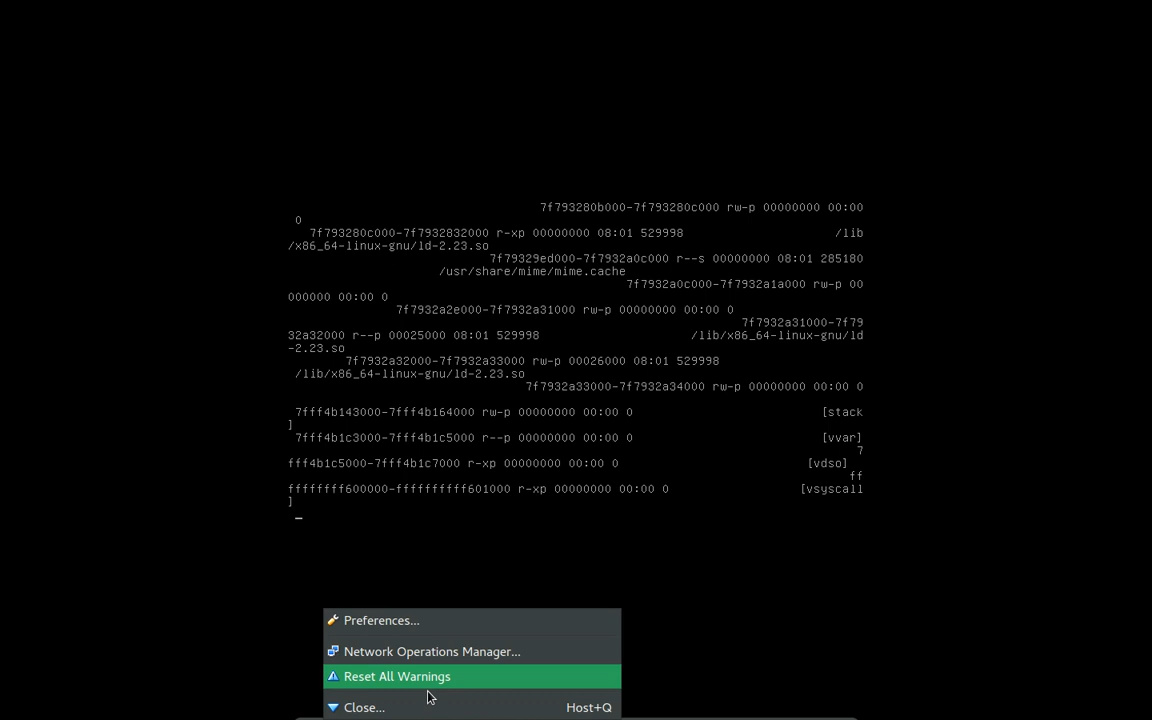 7f793280b000-7f793280c000 rw-p 00000000 00:00
0
7f793280c000-7f7932832000 r-xp 00000000 08:01 529998 /lib
/x86_64-linux-gnu/ld-2.23.so
7f79329ed000-7f7932a0c000 r--s 00000000 08:01 285180
/usr/share/mime/mime.cache
7f7932a0c000-7f7932a1a000 rw-p 00
000000 00:00 0
7f7932a2e000-7f7932a31000 rw-p 00000000 00:00 0
7f7932a31000-7f79
32a32000 r--p 00025000 08:01 529998 /lib/x86_64-linux-gnu/ld
-2.23.so
7f7932a32000-7f7932a33000 rw-p 00026000 08:01 529998
/lib/x86_64-linux-gnu/ld-2.23.so
7f7932a33000-7f7932a34000 rw-p 00000000 00:00 0
7fff4b143000-7fff4b164000 rw-p 00000000 00:00 0 [stack
]
7fff4b1c3000-7fff4b1c5000 r--p 00000000 00:00 0 [vvar]
7
fff4b1c5000-7fff4b1c7000 r-xp 00000000 00:00 0 [vdso]
ff
ffffffff600000-ffffffffff601000 r-xp 00000000 00:00 0 [vsyscall
]
_
Preferences...
Network Operations Manager...
Reset All Warnings
Close... Host+Q